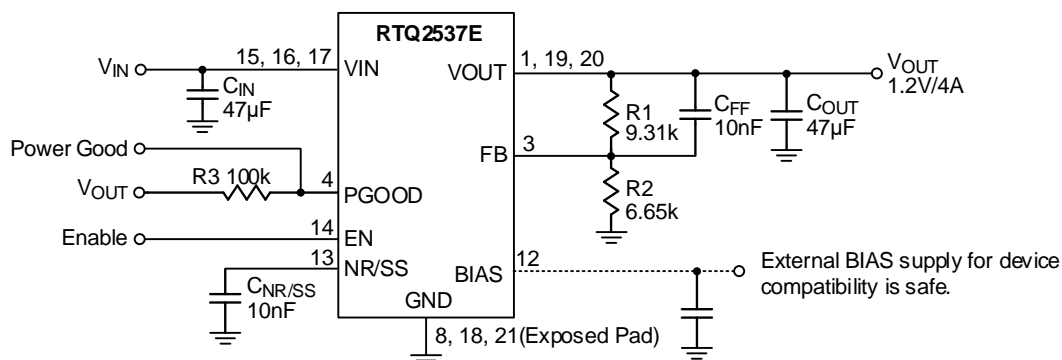 RTQ2537E
15, 16, 17
VIN
VIN
CIN
47µF
VOUT
1, 19, 20
VOUT
1.2V/4A
R1
9.31k
CFF
10nF
COUT
47µF
FB
3
R2
6.65k
Power Good
VOUT
R3 100k
4
PGOOD
Enable
14
EN
13
NR/SS
CNR/SS
10nF
BIAS
12
External BIAS supply for device
compatibility is safe.
GND
8, 18, 21(Exposed Pad)